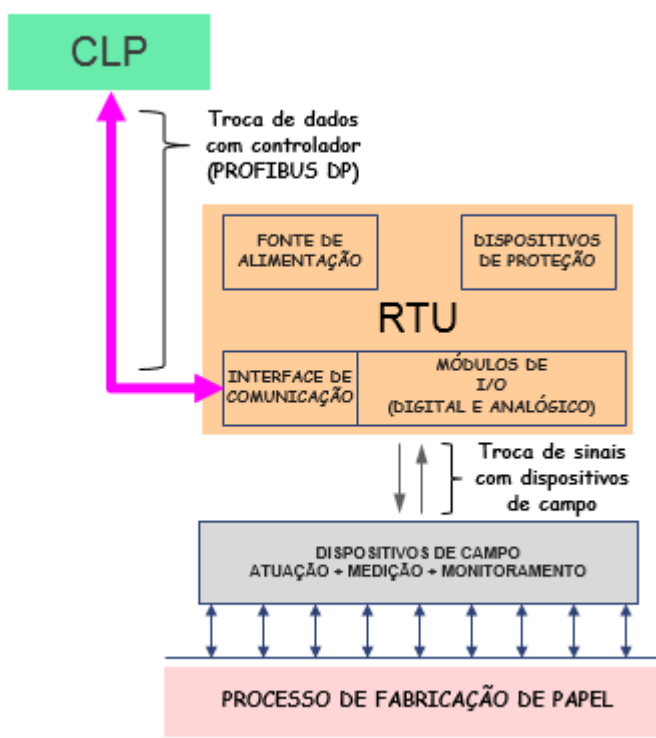 CLP
Troca de dados
com controlador
(PROFIBUS DP)
FONTE DE
ALIMENTAÇÃO
DISPOSITIVOS
DE PROTEÇÃO
RTU
INTERFACE DE
COMUNICAÇÃO
MÓDULOS DE
I/O
(DIGITAL E ANALÓGICO)
Troca de sinais
com dispositivos
de campo
DISPOSITIVOS DE CAMPO
ATUAÇÃO + MEDIÇÃO + MONITORAMENTO
PROCESSO DE FABRICAÇÃO DE PAPEL